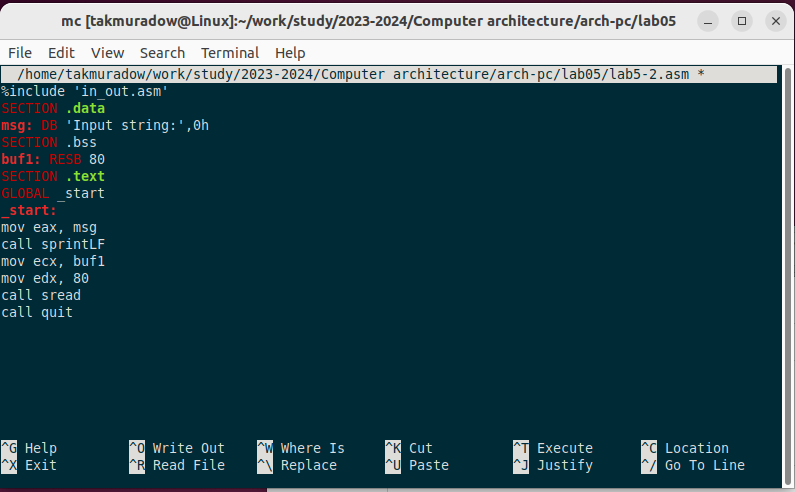 mc [takmuradow@Linux]:~/work/study/2023-2024/Computer architecture/arch-pc/lab05
File Edit View Search Terminal Help
/home/takmuradow/work/study/2023-2024/Computer architecture/arch-pc/lab05/lab5-2.asm *
%include 'in_out.asm'
SECTION .data
msg: DB 'Input string:',0h
SECTION .bss
buf1: RESB 80
SECTION .text
GLOBAL _start
_start:
mov eax, msg
call sprintLF
mov ecx, buf1
mov edx, 80
call sread
call quit
^G Help ^O Write Out ^W Where Is ^K Cut ^T Execute ^C Location
^X Exit ^R Read File ^\ Replace ^U Paste ^J Justify ^/ Go To Line